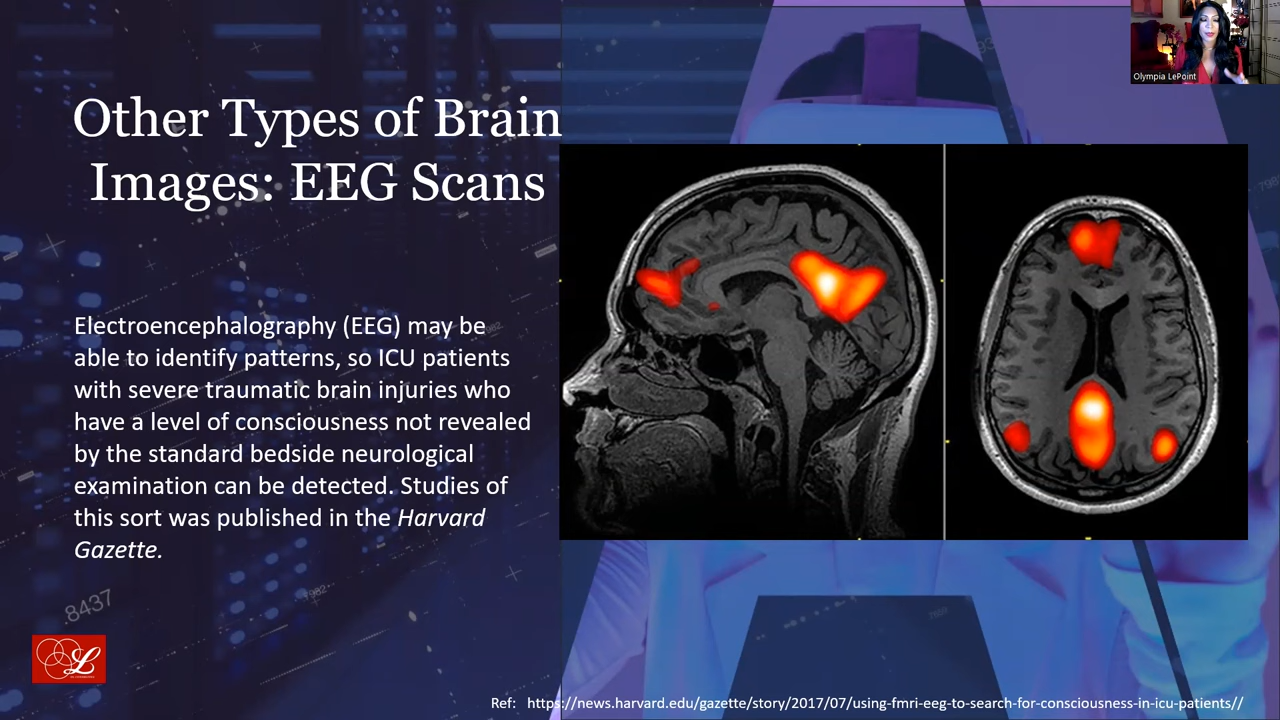 Olympia LePoint
Other Types of Brain
Images: EEG Scans
Electroencephalography (EEG) may be
able to identify patterns, so ICU patients
with severe traumatic brain injuries who
have a level of consciousness not revealed
by the standard bedside neurological
examination can be detected. Studies of
this sort was published in the Harvard
Gazette.
8437
7982
L
Ref: https://news.harvard.edu/gazette/story/2017/07/using-fmri-eeg-to-search-for-consciousness-in-icu-patients//